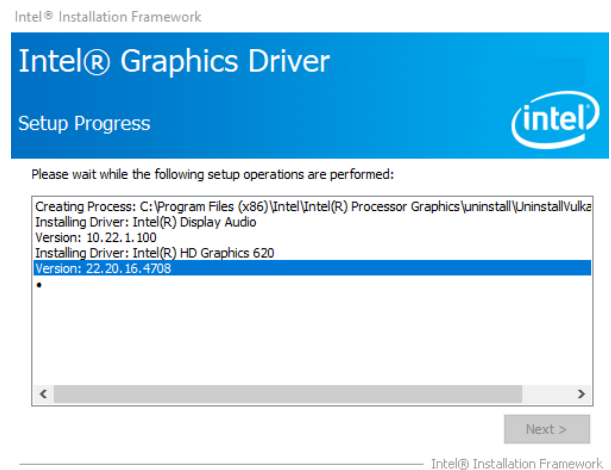 Intel® Installation Framework
Intel® Graphics Driver
Setup Progress
intel
Please wait while the following setup operations are performed:
Creating Process: C:\Program Files (x86)\Intel\Intel(R) Processor Graphics\uninstall\UninstallVulka
Installing Driver: Intel(R) Display Audio
Version: 10.22.1.100
Installing Driver: Intel(R) HD Graphics 620
Version: 22.20.16.4708
•
Next >
Intel® Installation Framework